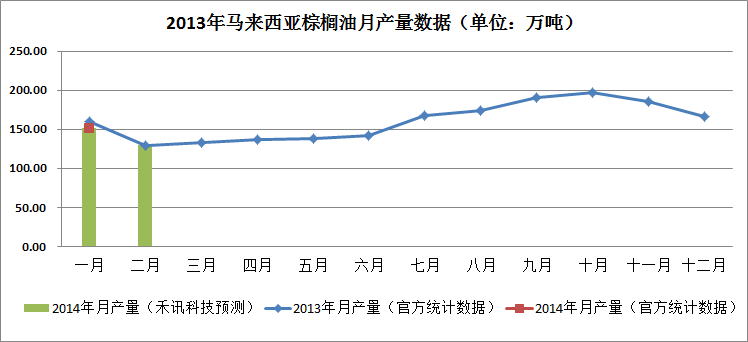 2013年马来西亚棕榈油月产量数据（单位：万吨）
250.00
200.00
150.00
100.00
50.00
0.00
一月 二月 三月 四月 五月 六月 七月 八月 九月 十月 十一月 十二月
2014年月产量（禾讯科技预测） 2013年月产量（官方统计数据） 2014年月产量（官方统计数据）